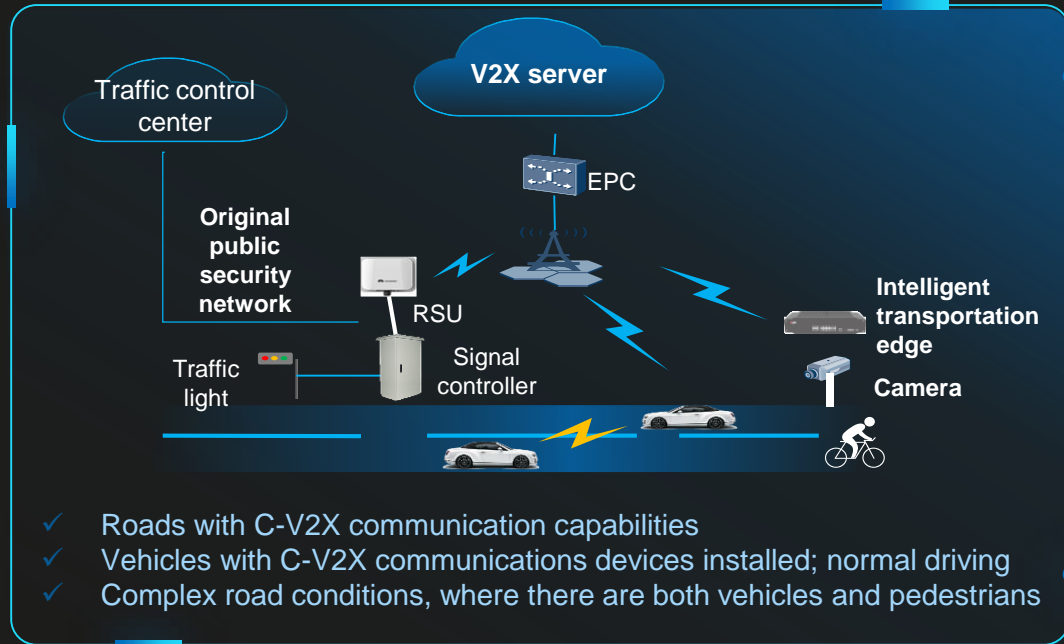 V2X server
Traffic control
center
EPC
Original
public
security
network
RSU
Intelligent
transportation
edge
Signal
controller
Traffic
light
Camera
✓ Roads with C-V2X communication capabilities
✓ Vehicles with C-V2X communications devices installed; normal driving
✓ Complex road conditions, where there are both vehicles and pedestrians